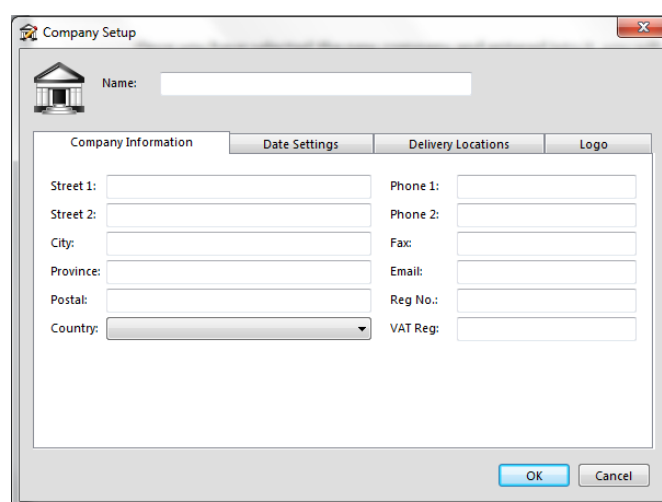 Company Setup
Name:
Company Information Date Settings Delivery Locations Logo
Street 1: Phone 1:
Street 2: Phone 2:
City: Fax:
Province: Email:
Postal: Reg No.:
Country: VAT Reg:
OK Cancel